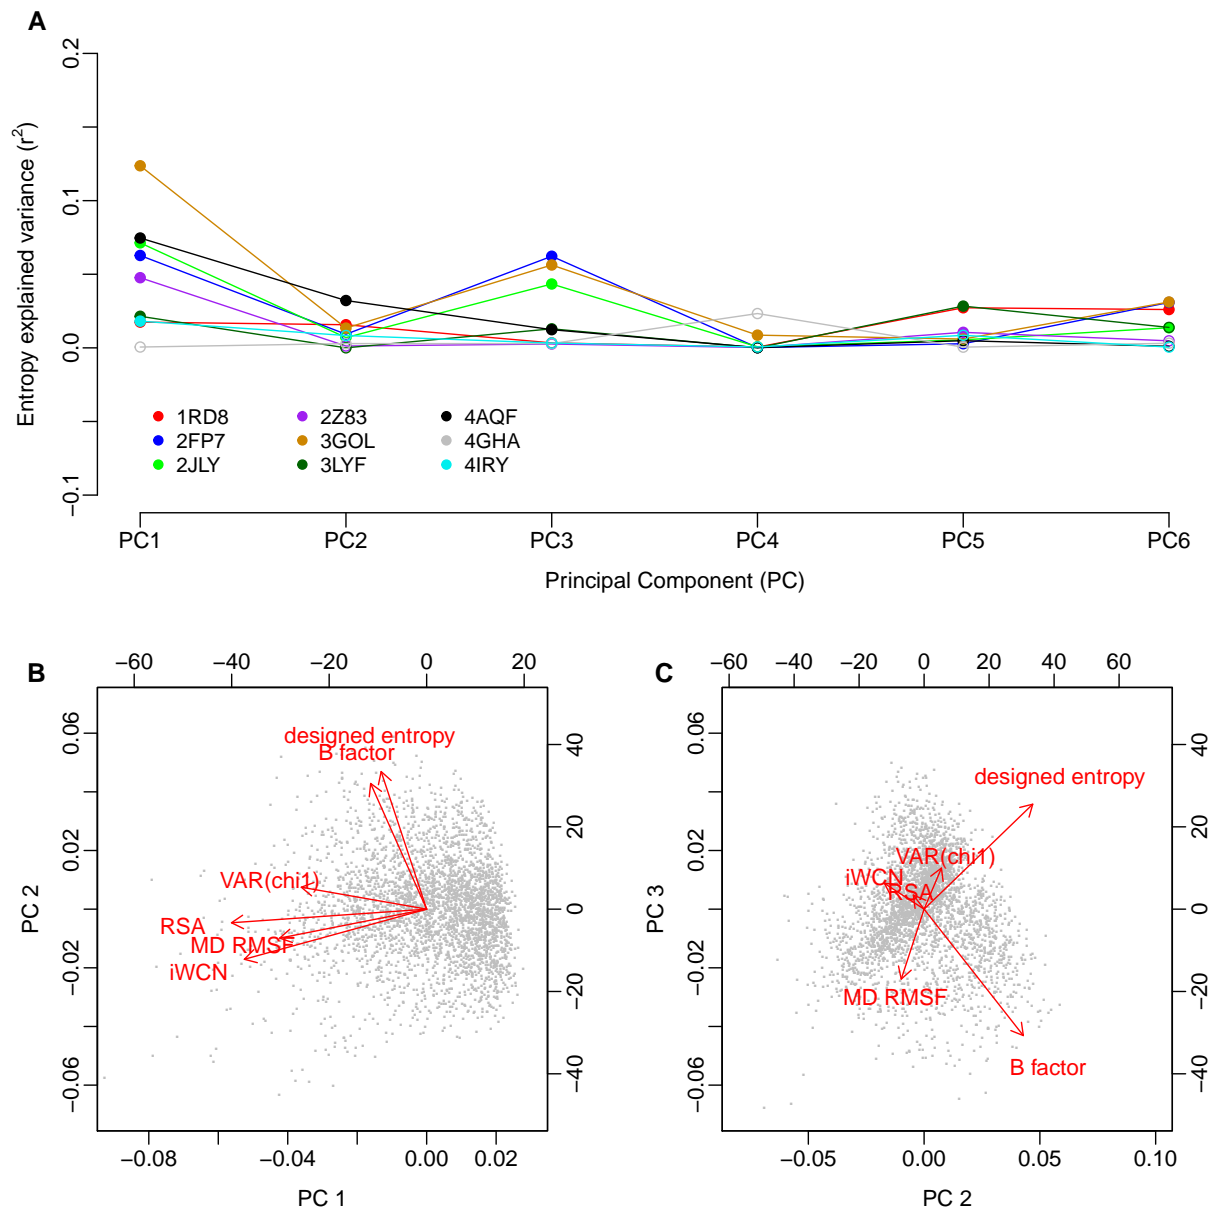 A
0.2
0.1
0.0
−0.1
Entropy explained variance (r²)
1RD8 2Z83 4AQF
2FP7 3GOL 4GHA
2JLY 3LYF 4IRY
PC1 PC2 PC3 PC4 PC5 PC6
Principal Component (PC)
B
−60 −40 −20 0 20
0.06
0.02
−0.02
−0.06
PC 2
40
20
0
−20
−40
designed entropy
B factor
VAR(chi1)
RSA
MD RMSF
iWCN
−0.08 −0.04 0.00 0.02
PC 1
C
−60 −40 −20 0 20 40 60
0.06
0.02
−0.02
−0.06
PC 3
40
20
0
−20
−40
designed entropy
VAR(chi1)
iWCN
RSA
MD RMSF
B factor
−0.05 0.00 0.05 0.10
PC 2